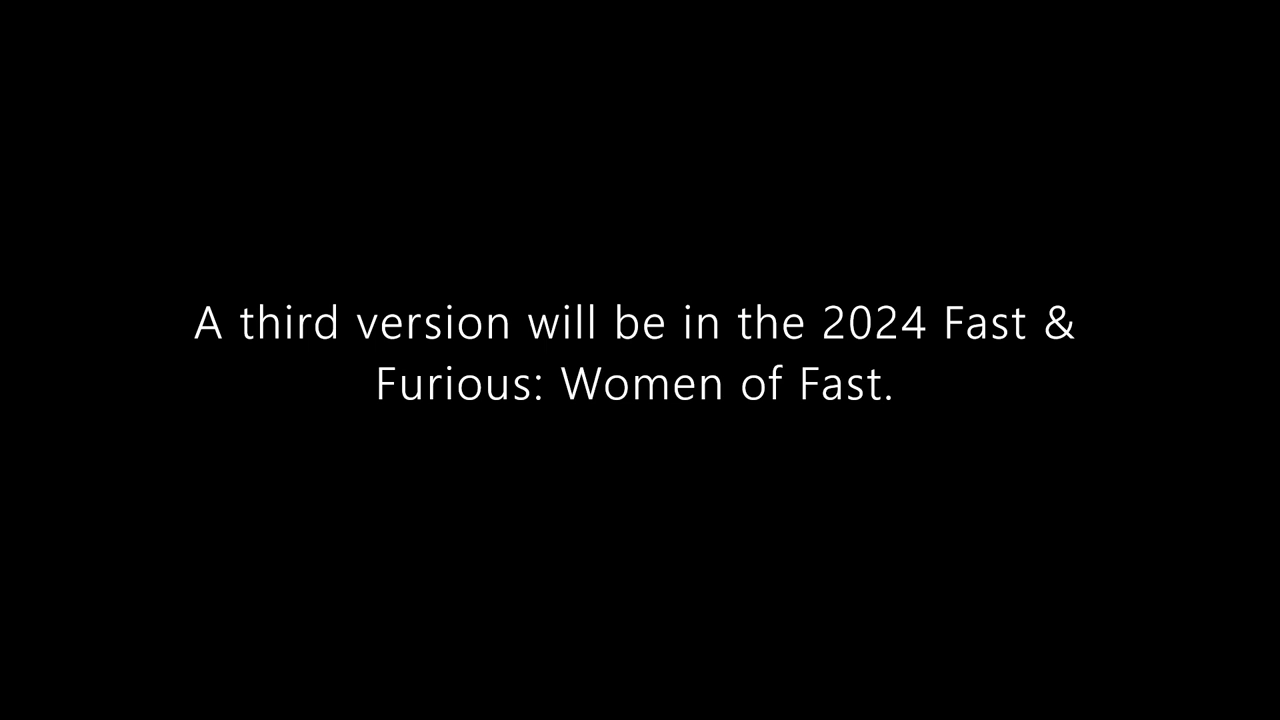 A third version will be in the 2024 Fast &
Furious: Women of Fast.